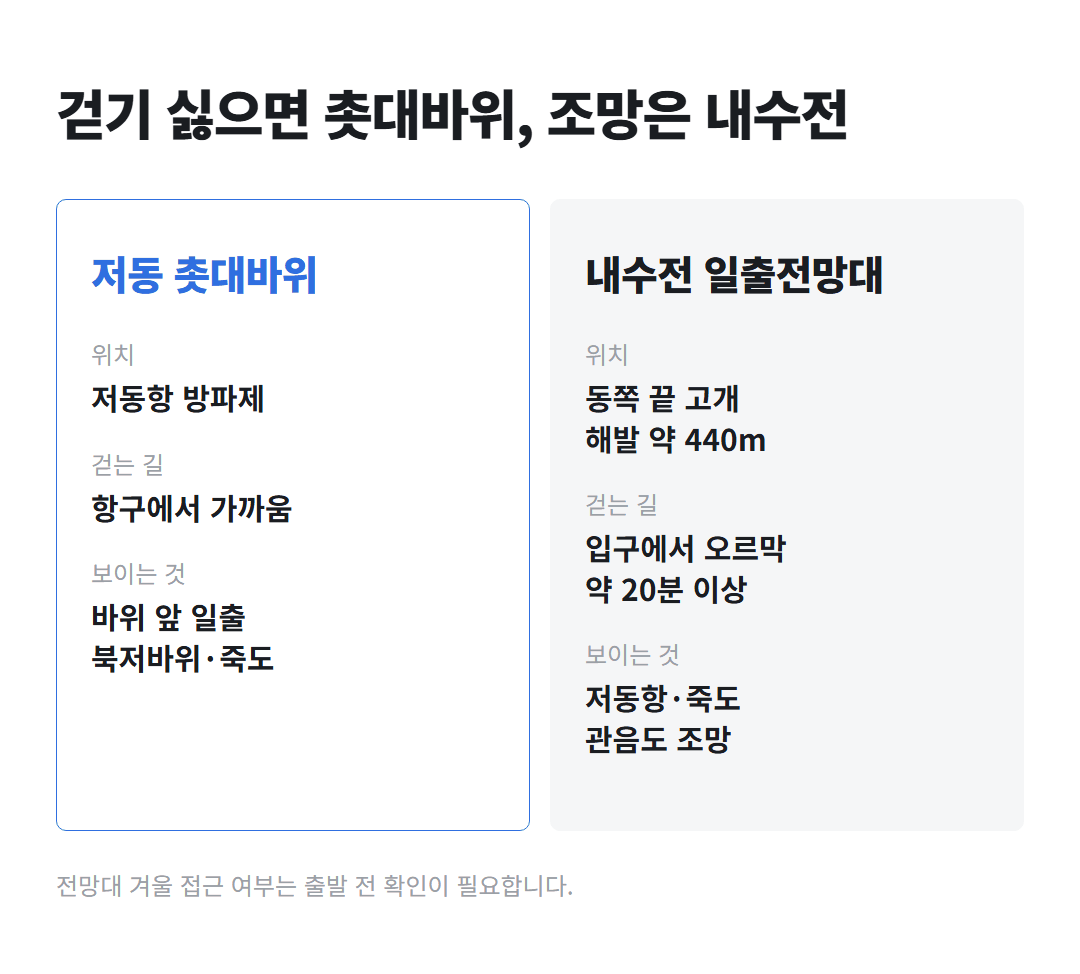 걷기 싫으면 촛대바위, 조망은 내수전
저동 촛대바위
위치
저동항 방파제
걷는 길
항구에서 가까움
보이는 것
바위 앞 일출
북저바위·죽도
내수전 일출전망대
위치
동쪽 끝 고개
해발 약 440m
걷는 길
입구에서 오르막
약 20분 이상
보이는 것
저동항·죽도
관음도 조망
전망대 겨울 접근 여부는 출발 전 확인이 필요합니다.